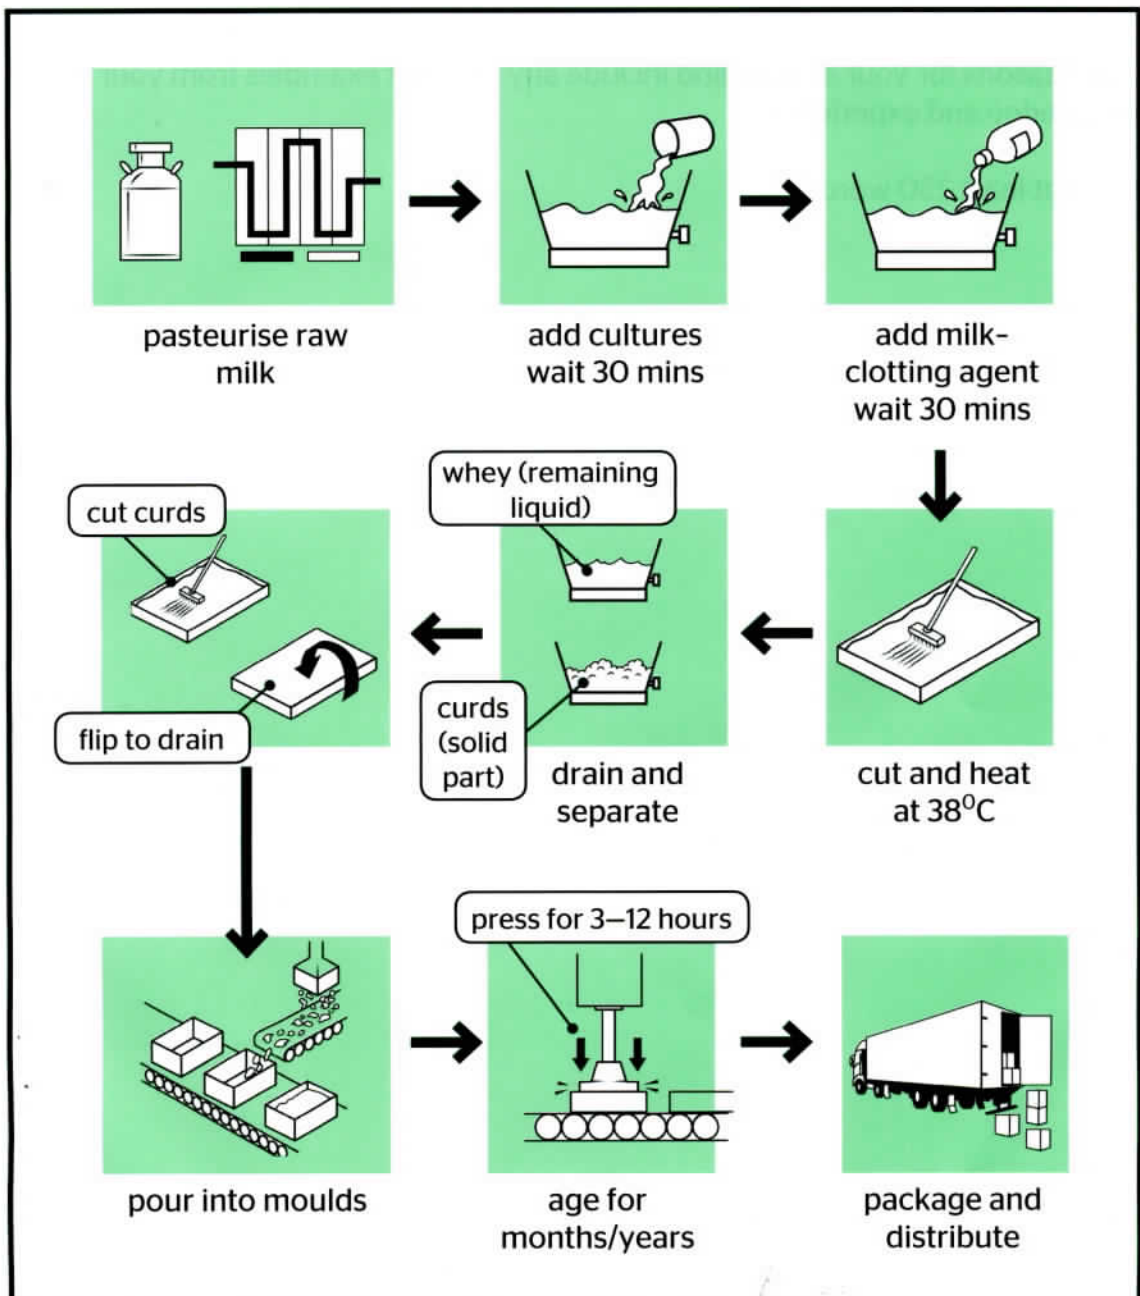 pasteurise raw
milk
add cultures
wait 30 mins
add milk-
clotting agent
wait 30 mins
cut and heat
at 38⁰C
whey (remaining
liquid)
curds
(solid
part)
drain and
separate
cut curds
flip to drain
pour into moulds
press for 3–12 hours
age for
months/years
package and
distribute